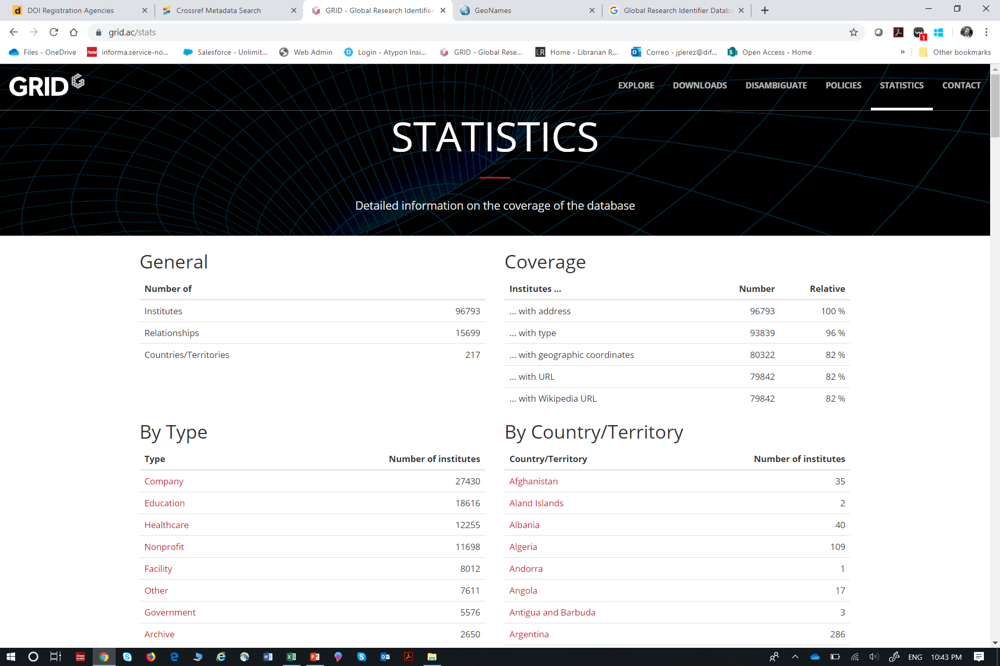 DOI Registration Agencies
Crossref Metadata Search
GRID - Global Research Identifier
GeoNames
Global Research Identifier Databa
grid.ac/stats
1
Files - OneDrive
now
informa.service-no...
Salesforce - Unlimit...
Web Admin
Login - Atypon Insi...
GRID - Global Rese...
LR
Home - Librarian R...
Correo - jperez@dif...
Open Access - Home
»
Other bookmarks
GRID
EXPLORE
DOWNLOADS
DISAMBIGUATE
POLICIES
STATISTICS
CONTACT
STATISTICS
Detailed information on the coverage of the database
General
Number of
Institutes 96793
Relationships 15699
Countries/Territories 217
Coverage
Institutes ... Number Relative
... with address 96793 100 %
... with type 93839 96 %
... with geographic coordinates 80322 82 %
... with URL 79842 82 %
... with Wikipedia URL 79842 82 %
By Type
Type Number of institutes
Company 27430
Education 18616
Healthcare 12255
Nonprofit 11698
Facility 8012
Other 7611
Government 5576
Archive 2650
By Country/Territory
Country/Territory Number of institutes
Afghanistan 35
Aland Islands 2
Albania 40
Algeria 109
Andorra 1
Angola 17
Antigua and Barbuda 3
Argentina 286
ENG
10:43 PM